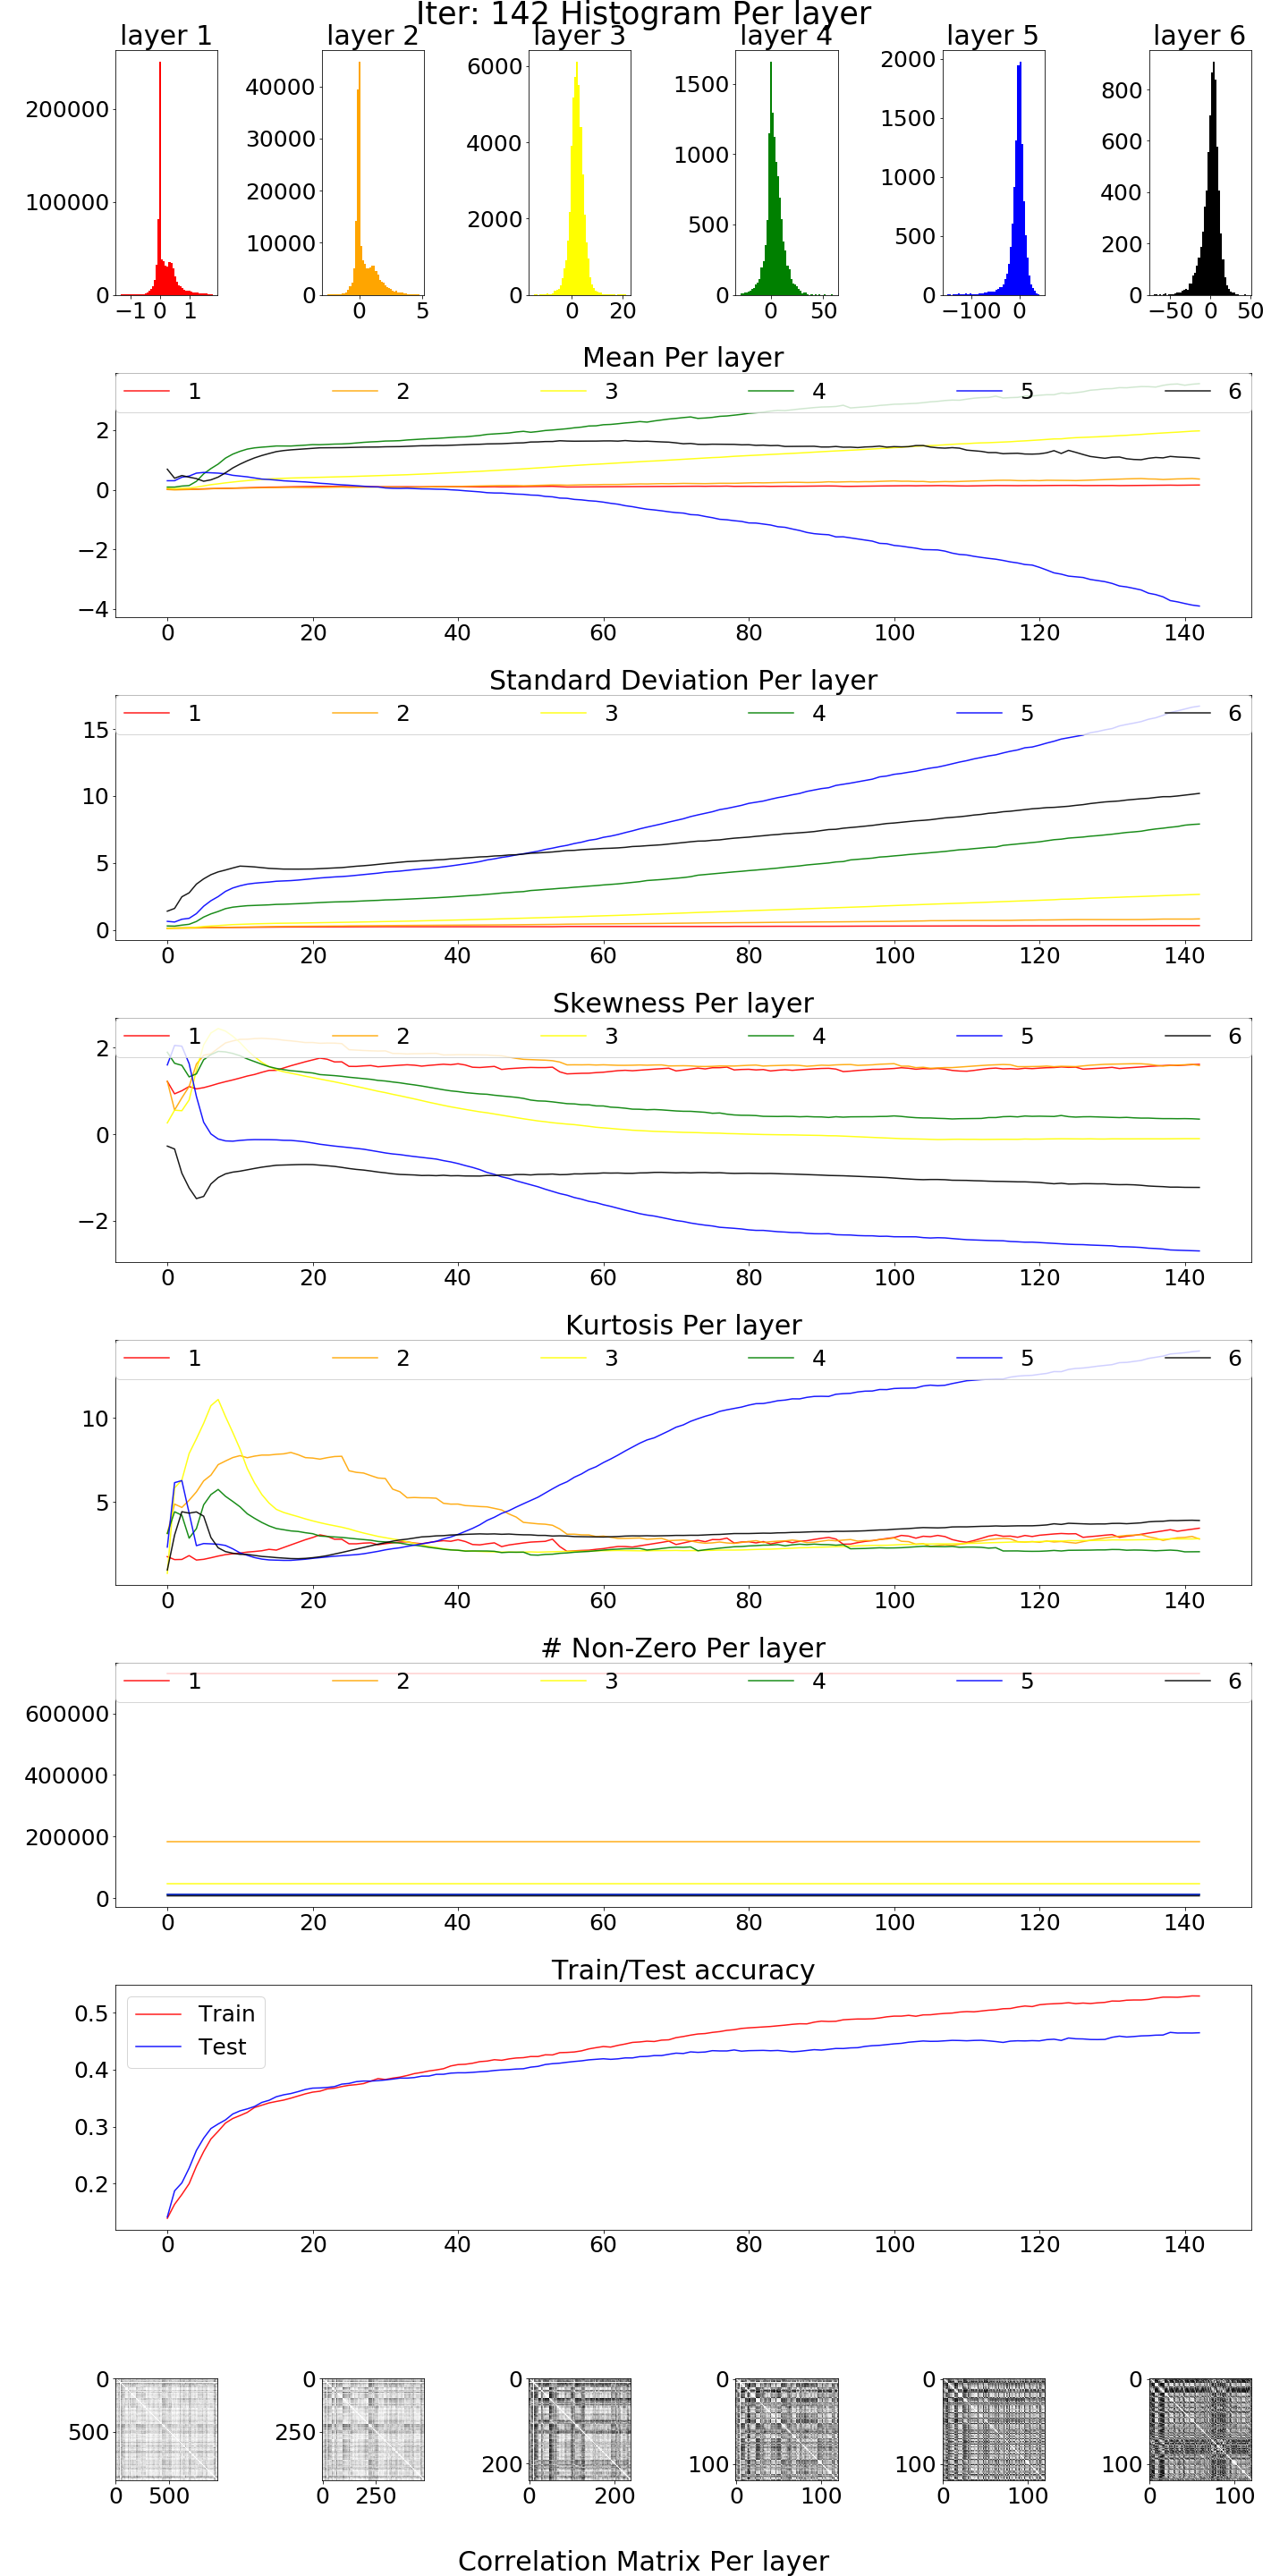 Iter: 142 Histogram Per layer
layer 1 layer 2 layer 3 layer 4 layer 5 layer 6
200000 100000 0
−1 0 1
40000 30000 20000 10000 0
0 5
6000 4000 2000 0
0 20
1500 1000 500 0
0 50
2000 1500 1000 500 0
−100 0
800 600 400 200 0
−50 0 50
Mean Per layer
1 2 3 4 5 6
2
0
−2
−4
0 20 40 60 80 100 120 140
Standard Deviation Per layer
1 2 3 4 5 6
15
10
5
0
0 20 40 60 80 100 120 140
Skewness Per layer
1 2 3 4 5 6
2
0
−2
0 20 40 60 80 100 120 140
Kurtosis Per layer
1 2 3 4 5 6
10
5
0 20 40 60 80 100 120 140
# Non-Zero Per layer
1 2 3 4 5 6
600000
400000
200000
0
0 20 40 60 80 100 120 140
Train/Test accuracy
Train
Test
0.5
0.4
0.3
0.2
0 20 40 60 80 100 120 140
0 500
0 500
0 250
0 250
0 200
0 200
0 100
0 100
0 100
0 100
0 100
0 100
Correlation Matrix Per layer